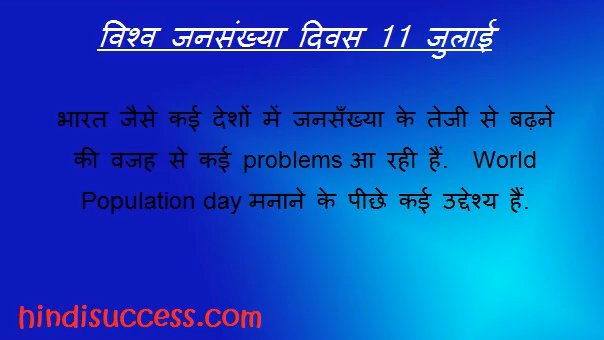 विश्व जनसंख्या दिवस 11 जुलाई
भारत जैसे कई देशों में जनसँख्या के तेजी से बढ़ने
की वजह से कई problems आ रही हैं. World
Population day मनाने के पीछे कई उद्देश्य हैं.
hindisuccess.com